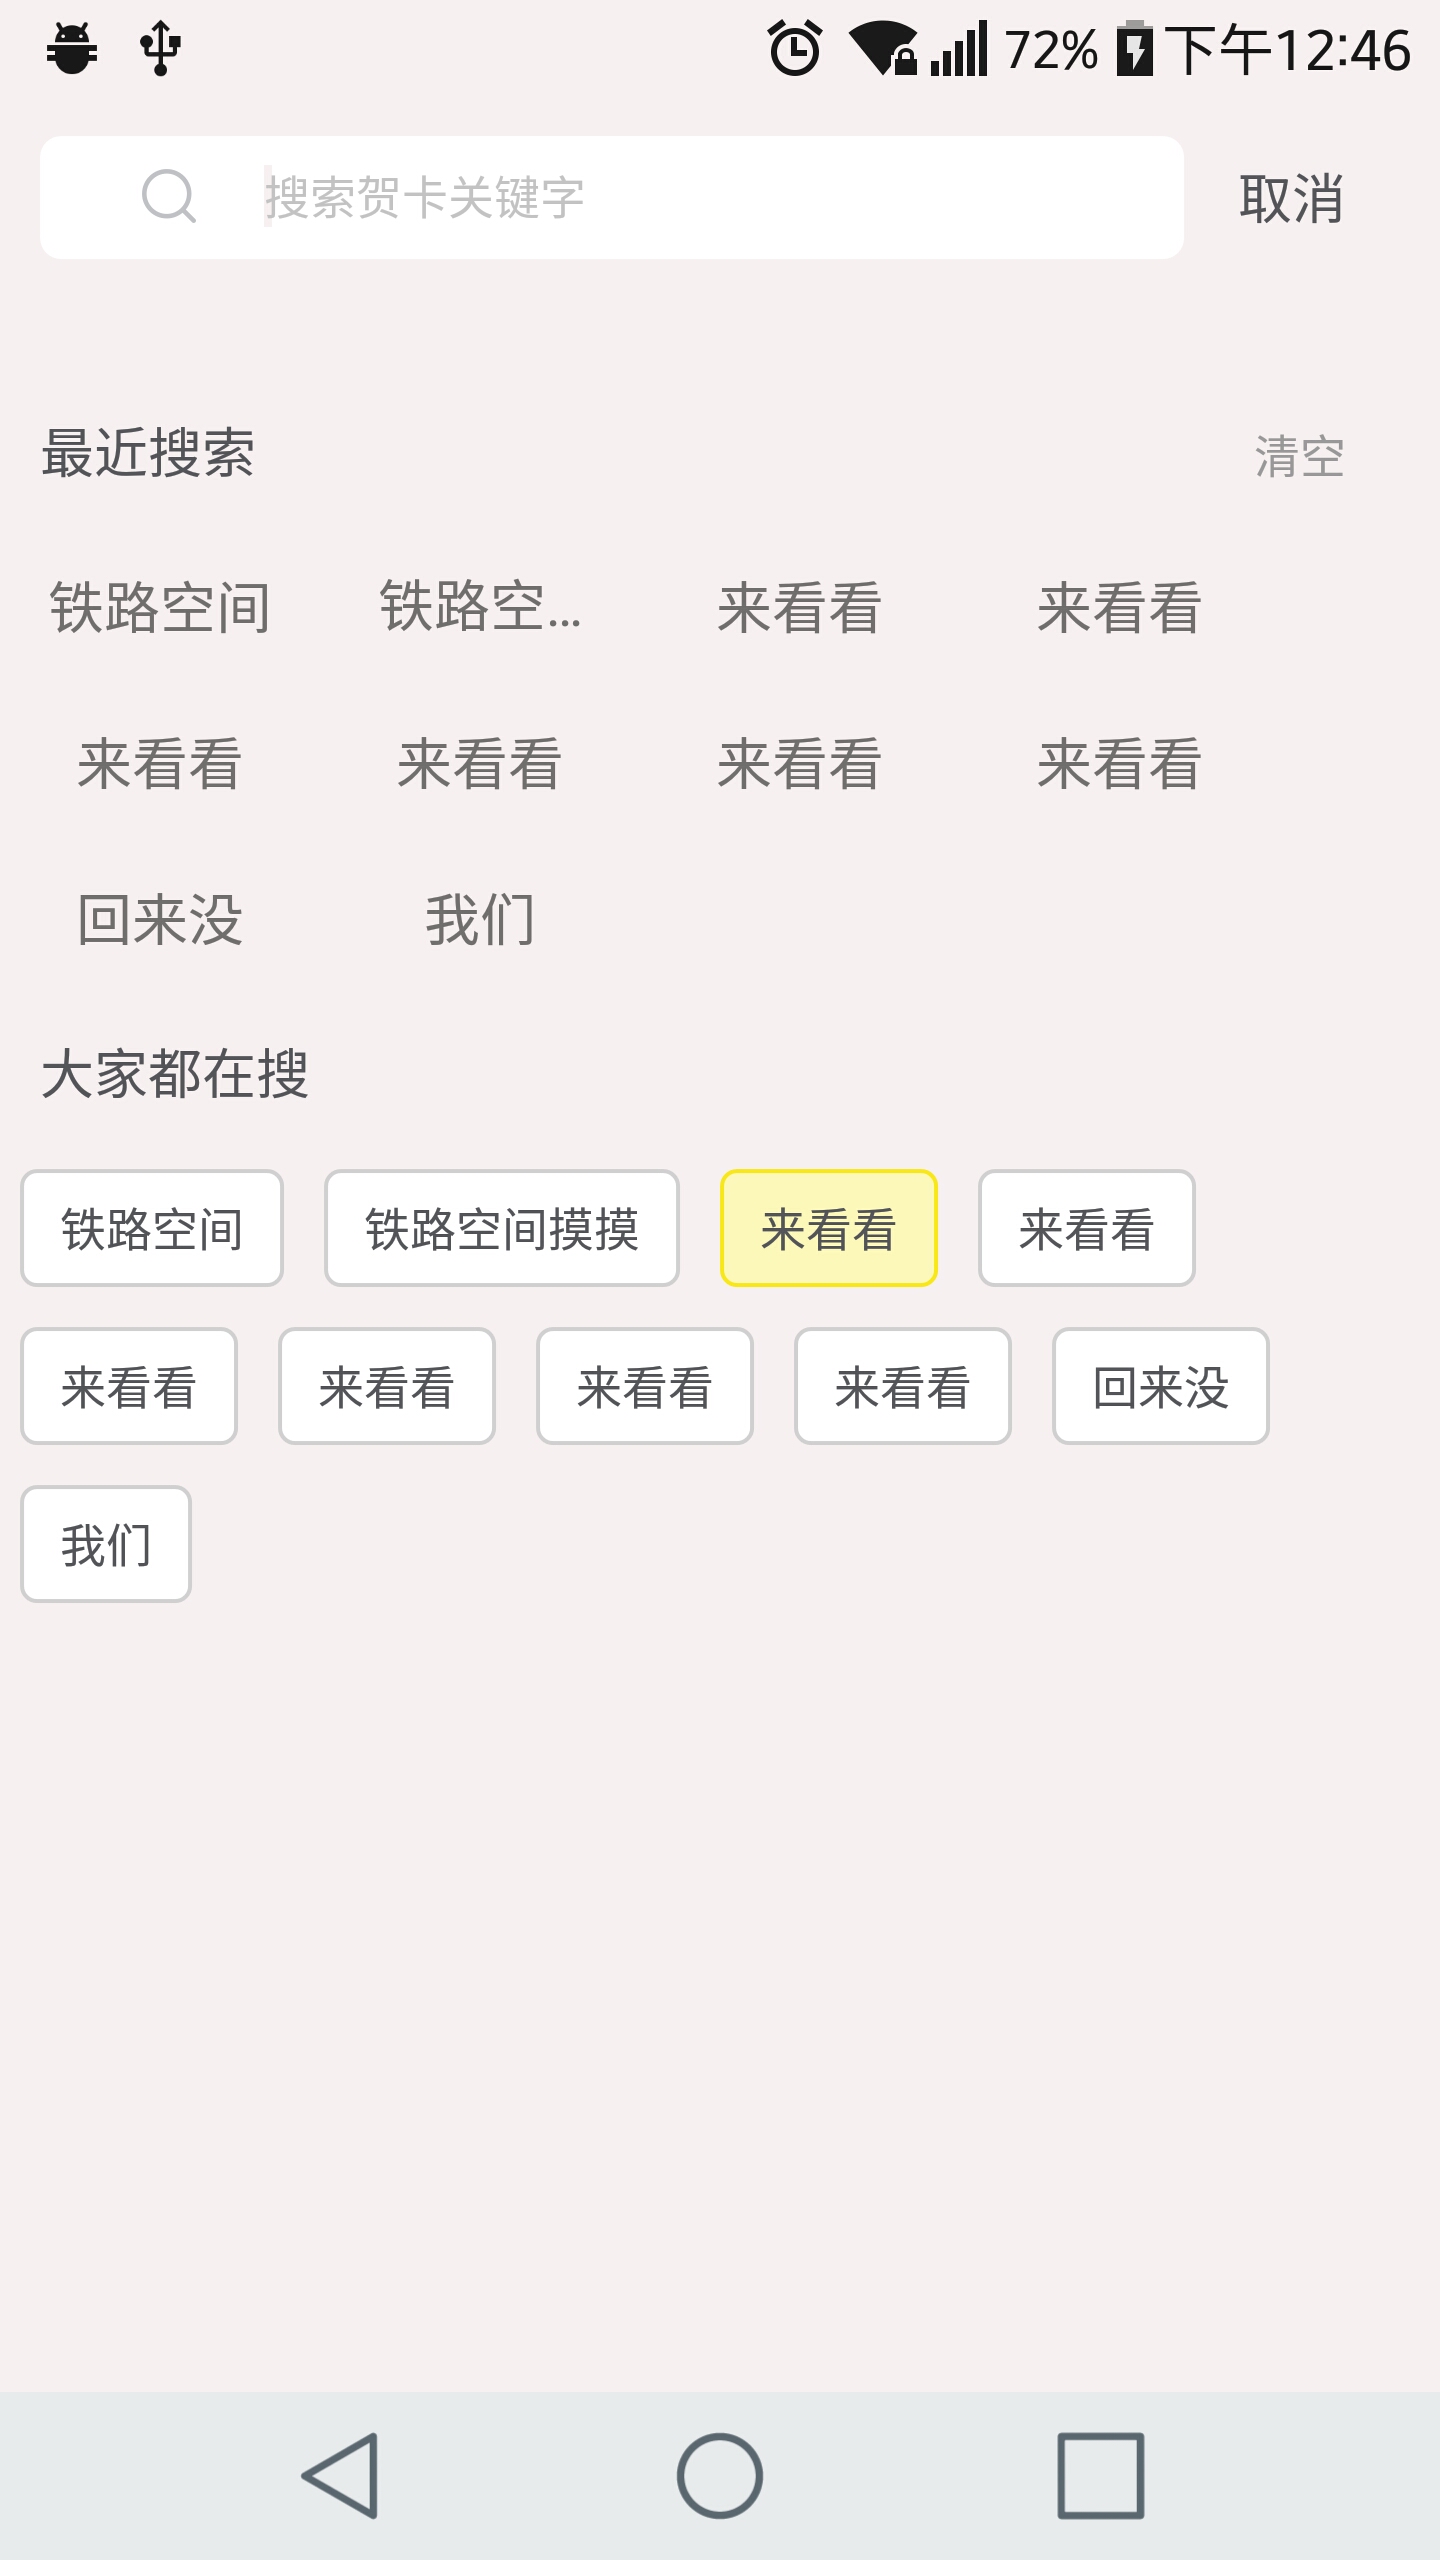 72% 下午12:46
搜索贺卡关键字 取消
最近搜索 清空
铁路空间 铁路空... 来看看 来看看
来看看 来看看 来看看 来看看
回来没 我们
大家都在搜
铁路空间 铁路空间摸摸 来看看 来看看
来看看 来看看 来看看 来看看 回来没
我们